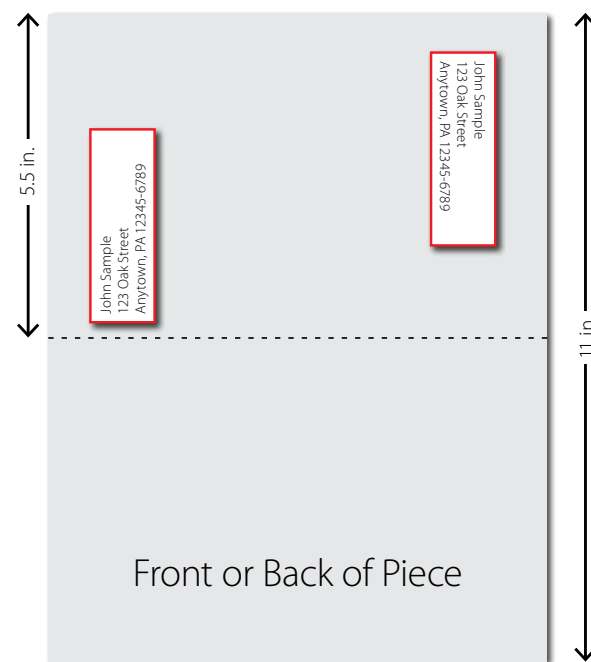 John Sample
123 Oak Street
Anytown, PA 12345-6789
John Sample
123 Oak Street
Anytown, PA 12345-6789
5.5 in.
11 in.
Front or Back of Piece